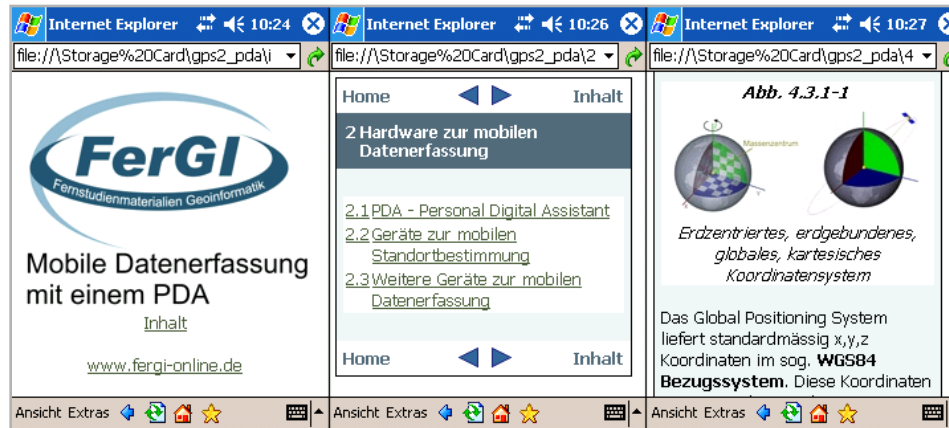 Internet Explorer 10:24
file://\Storage%20Card\gps2_pda\i
FerGI
Fernstudienmaterialien Geoinformatik
Mobile Datenerfassung
mit einem PDA
Inhalt
www.fergi-online.de
Ansicht Extras
Internet Explorer 10:26
file://\Storage%20Card\gps2_pda\2
Home Inhalt
2 Hardware zur mobilen
Datenerfassung
2.1 PDA - Personal Digital Assistant
2.2 Geräte zur mobilen
Standortbestimmung
2.3 Weitere Geräte zur mobilen
Datenerfassung
Home Inhalt
Ansicht Extras
Internet Explorer 10:27
file://\Storage%20Card\gps2_pda\4
Abb. 4.3.1-1
Massenzentrum
Erdzentriertes, erdgebundenes,
globales, kartesisches
Koordinatensystem
Das Global Positioning System
liefert standardmässig x,y,z
Koordinaten im sog. WGS84
Bezugssystem. Diese Koordinaten
Ansicht Extras